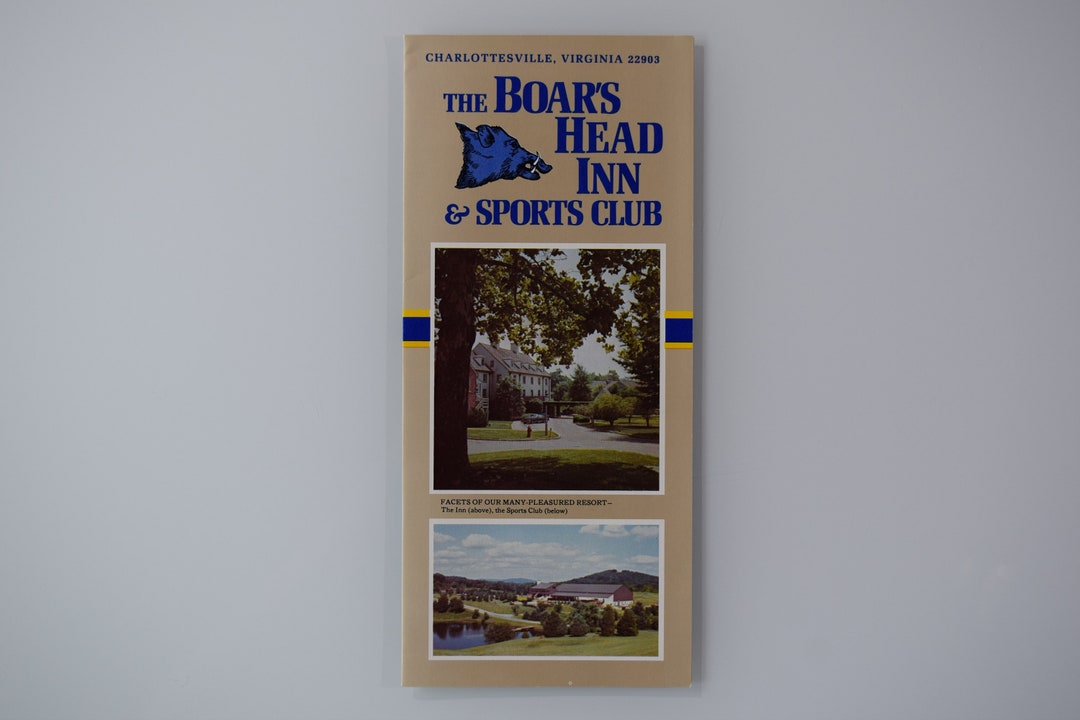 CHARLOTTESVILLE, VIRGINIA 22903
THE BOAR'S
HEAD
INN
& SPORTS CLUB
FACETS OF OUR MANY-PLEASURED RESORT—
The Inn (above), the Sports Club (below)